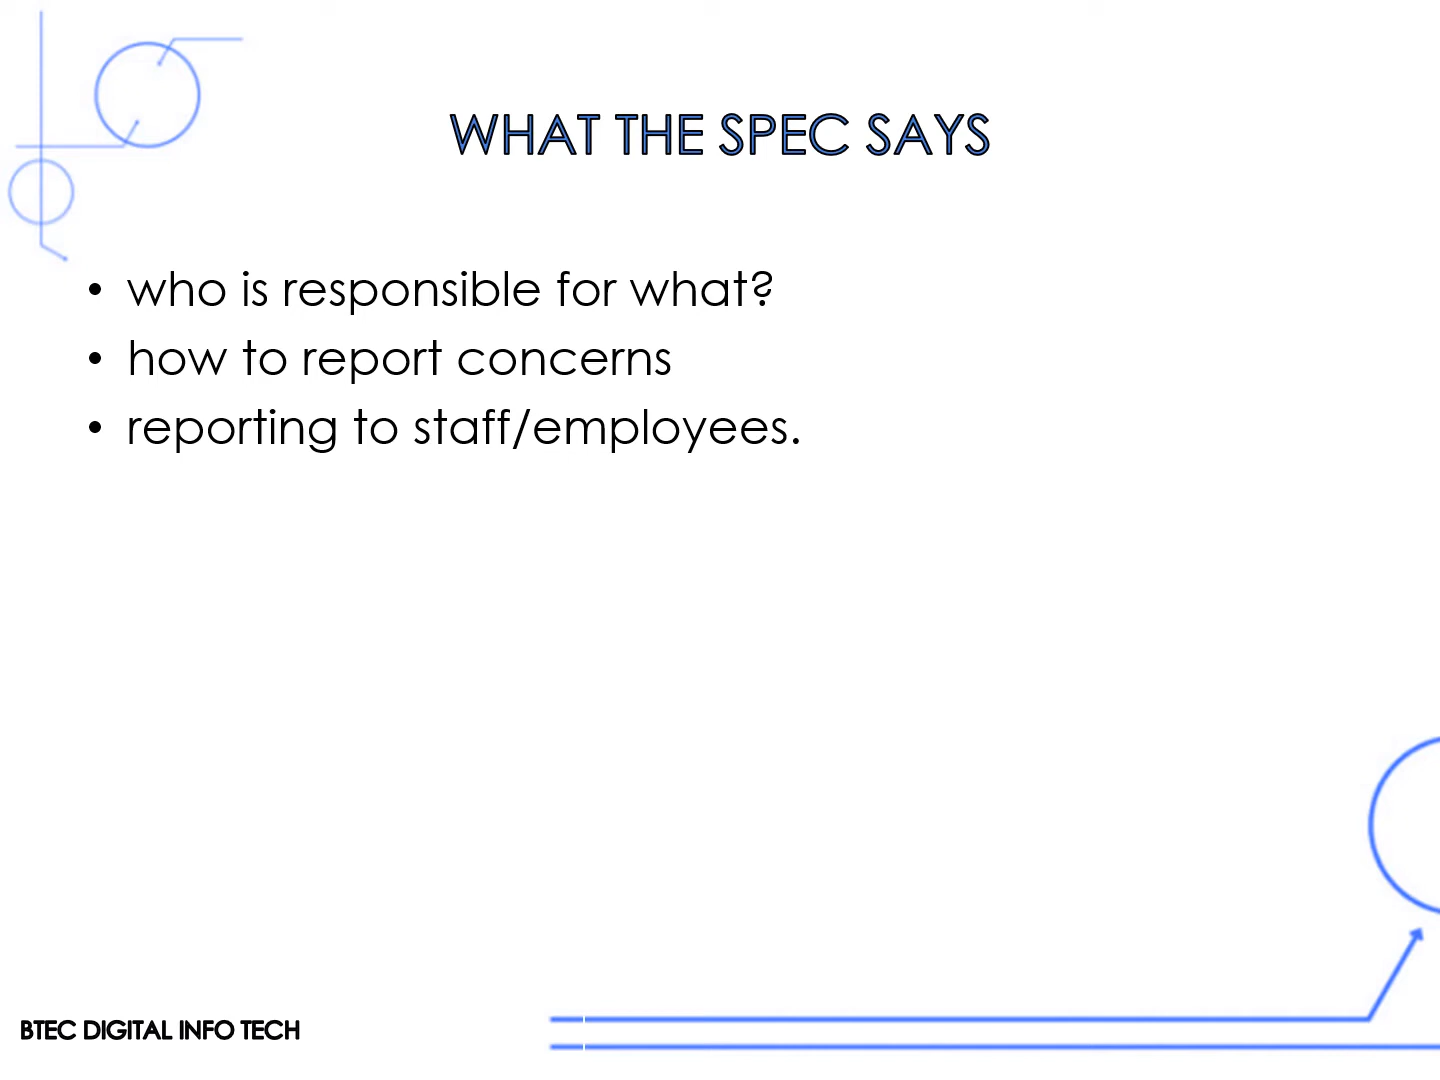 WHAT THE SPEC SAYS
• who is responsible for what?
• how to report concerns
• reporting to staff/employees.
BTEC DIGITAL INFO TECH